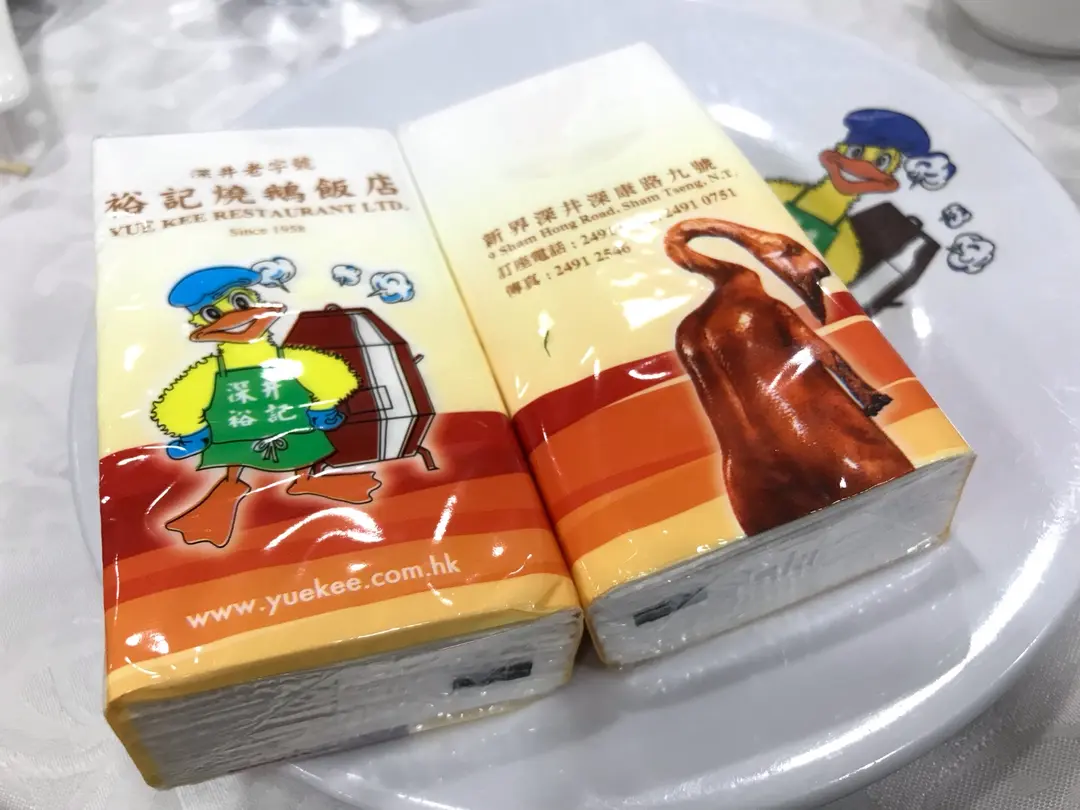 深井老字號
裕記燒鵝飯店
YUE KEE RESTAURANT LTD.
Since 1958
深井
裕記
www.yuekee.com.hk
新界深井深康路九號
9 Sham Hong Road, Sham Tseng, N.T.
訂座電話：2491 0751
傳真：2491 2546